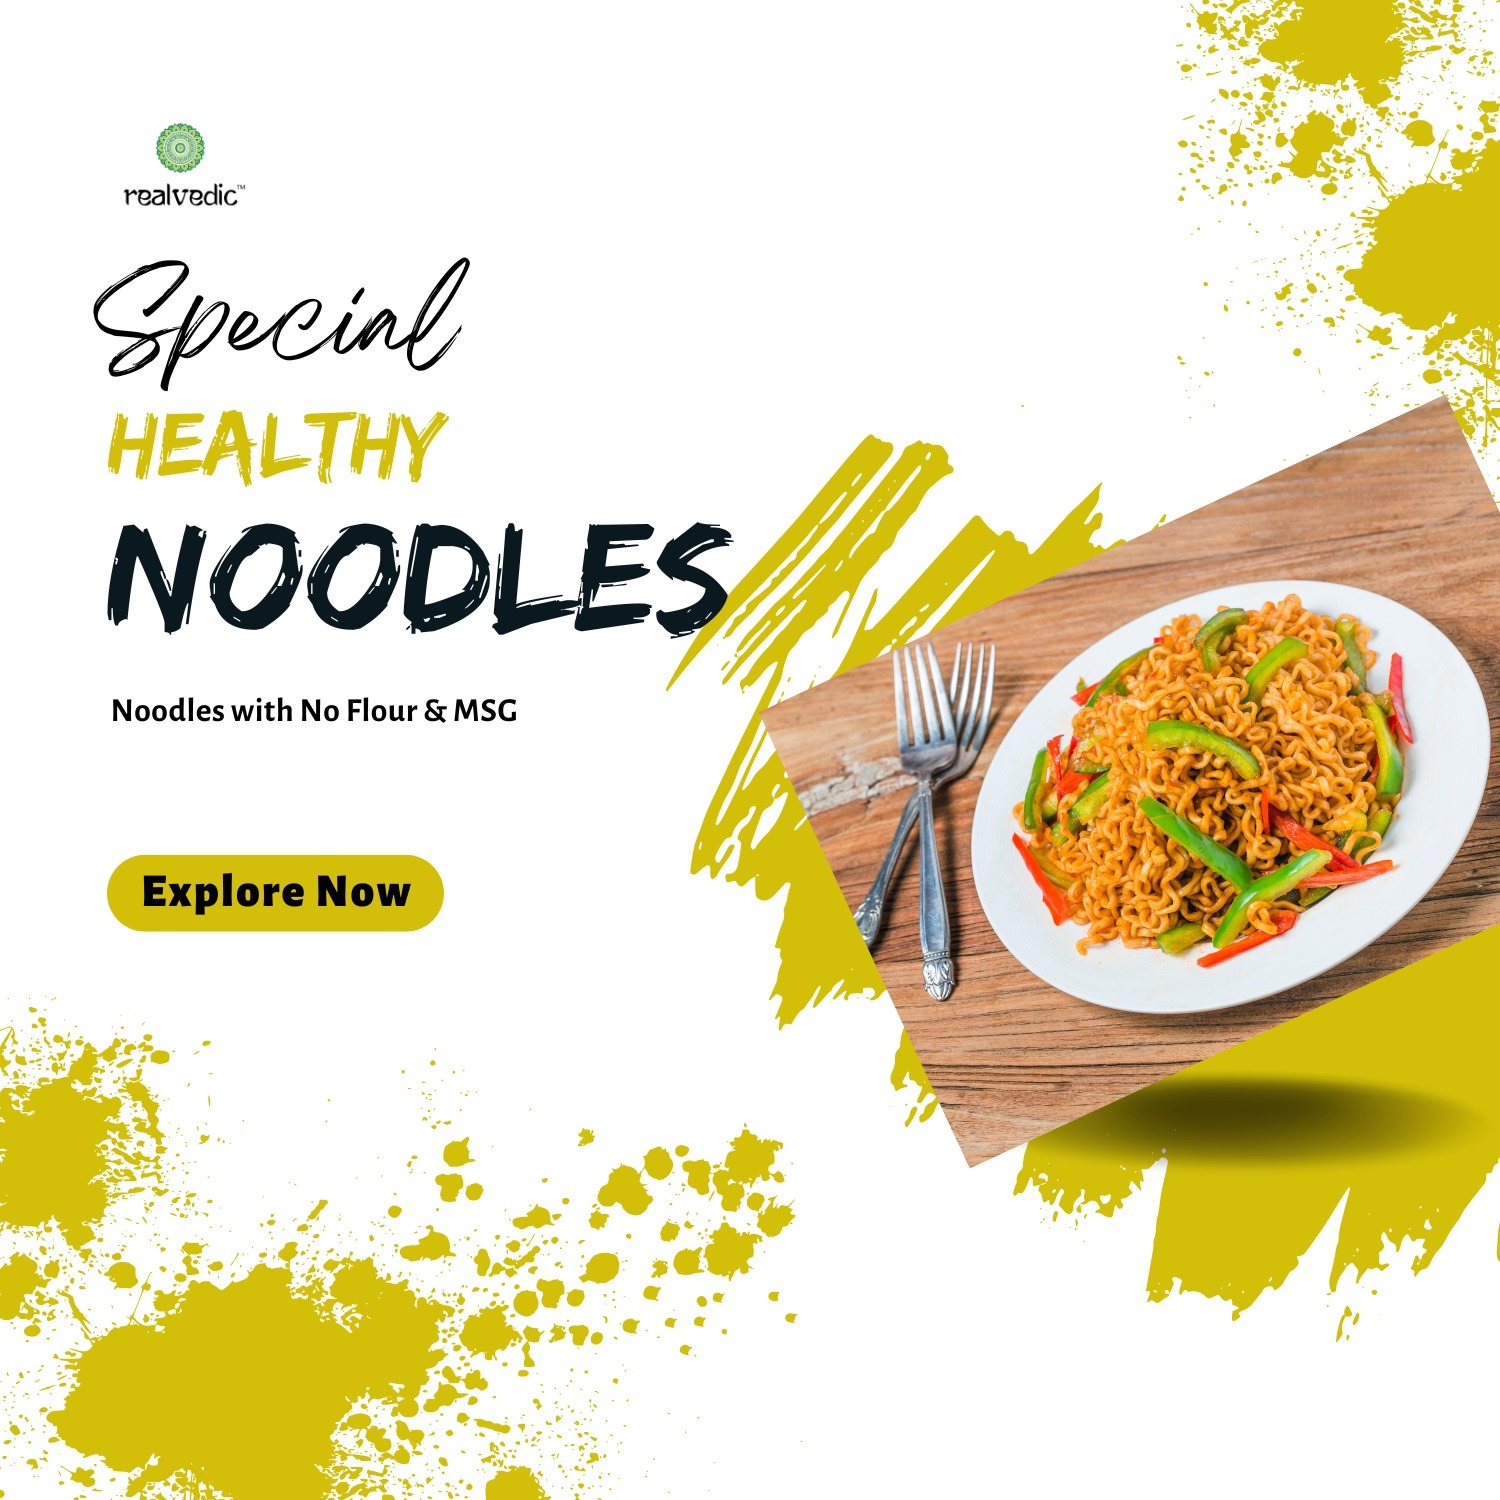 realvedic™
Special
HEALTHY
NOODLES
Noodles with No Flour & MSG
Explore Now